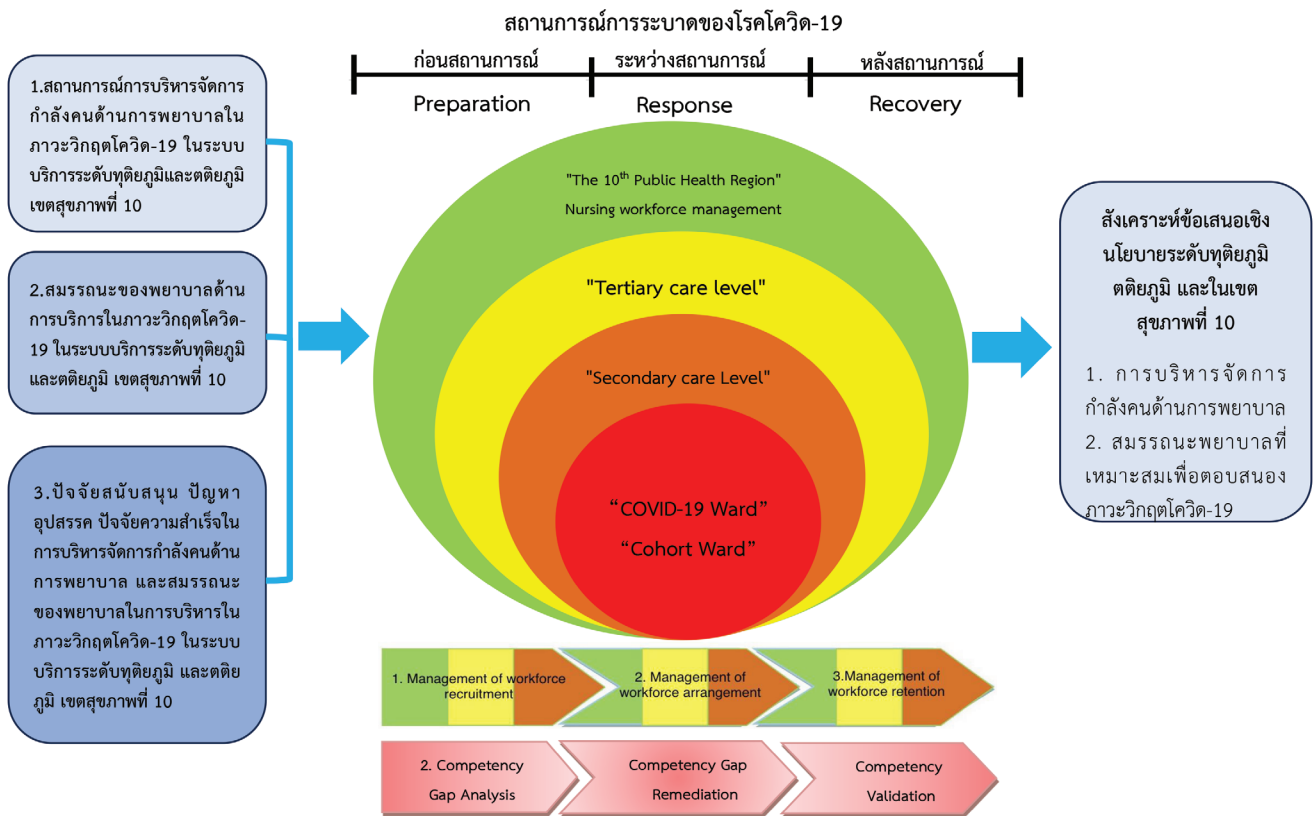 สถานการณ์การระบาดของโรคโควิด-19
ก่อนสถานการณ์
ระหว่างสถานการณ์
หลังสถานการณ์
Preparation
Response
Recovery
1.สถานการณ์การบริหารจัดการ
กำลังคนด้านการพยาบาลใน
ภาวะวิกฤตโควิด-19 ในระบบ
บริการระดับทุติยภูมิและตติยภูมิ
เขตสุขภาพที่ 10
2.สมรรถนะของพยาบาลด้าน
การบริการในภาวะวิกฤตโควิด-
19 ในระบบบริการระดับทุติยภูมิ
และตติยภูมิ เขตสุขภาพที่ 10
3.ปัจจัยสนับสนุน ปัญหา
อุปสรรค ปัจจัยความสำเร็จใน
การบริหารจัดการกำลังคนด้าน
การพยาบาล และสมรรถนะ
ของพยาบาลในการบริหารใน
ภาวะวิกฤตโควิด-19 ในระบบ
บริการระดับทุติยภูมิ และตติย
ภูมิ เขตสุขภาพที่ 10
"The 10th Public Health Region"
Nursing workforce management
"Tertiary care level"
"Secondary care Level"
“COVID-19 Ward”
“Cohort Ward”
1. Management of workforce
recruitment
2. Management of
workforce arrangement
3.Management of
workforce retention
2. Competency
Gap Analysis
Competency Gap
Remediation
Competency
Validation
สังเคราะห์ข้อเสนอเชิง
นโยบายระดับทุติยภูมิ
ตติยภูมิ และในเขต
สุขภาพที่ 10
1. การบริหารจัดการ
กำลังคนด้านการพยาบาล
2. สมรรถนะพยาบาลที่
เหมาะสมเพื่อตอบสนอง
ภาวะวิกฤตโควิด-19